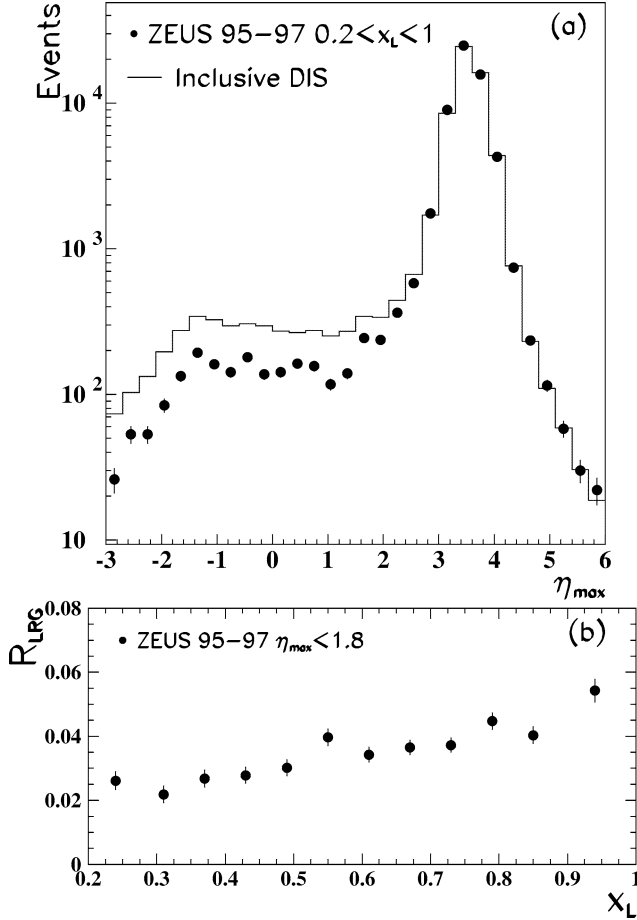 Events
ZEUS 95-97 0.2<x_L<1
(a)
Inclusive DIS
10^4
10^3
10^2
10
-3 -2 -1 0 1 2 3 4 5 6
η_max
R_LRG
0.08
ZEUS 95-97 η_max<1.8
(b)
0.06
0.04
0.02
0
0.2 0.3 0.4 0.5 0.6 0.7 0.8 0.9 1
x_L